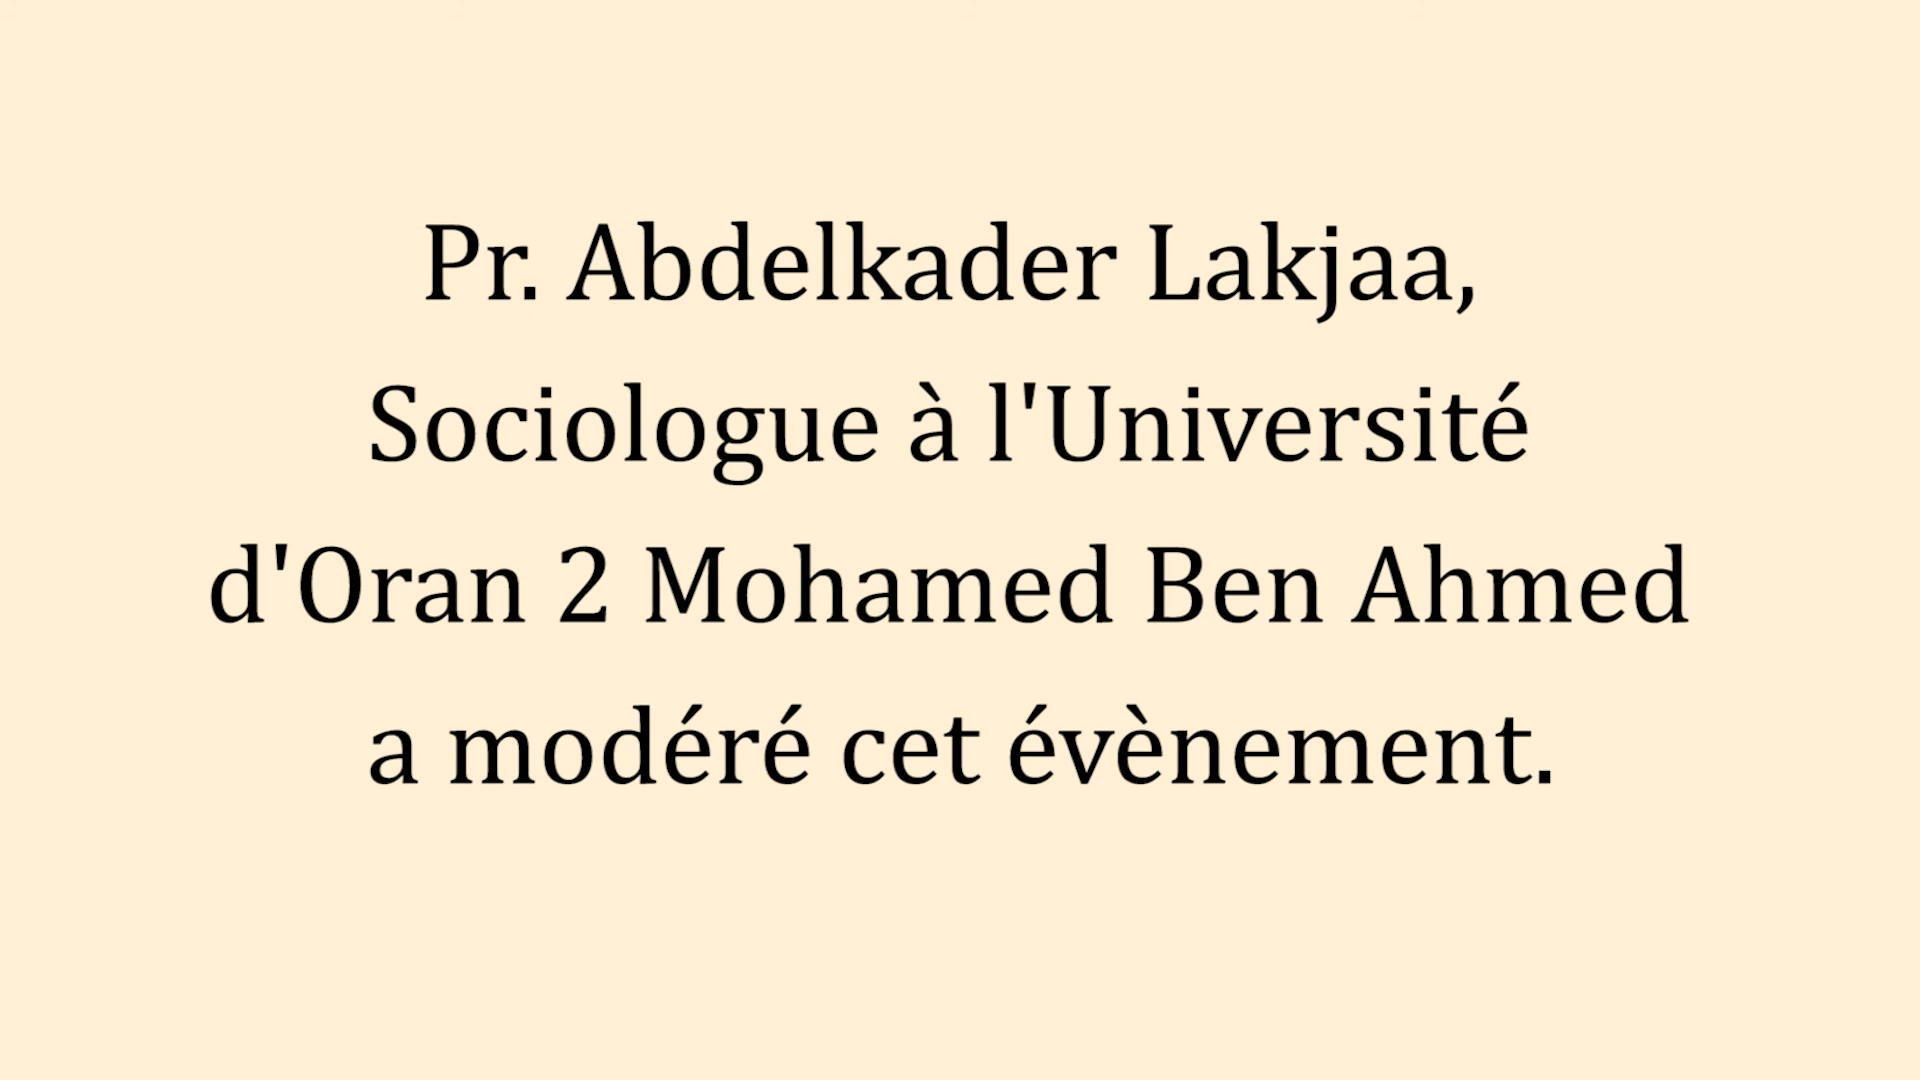 Pr. Abdelkader Lakjaa,
Sociologue à l'Université
d'Oran 2 Mohamed Ben Ahmed
a modéré cet évènement.